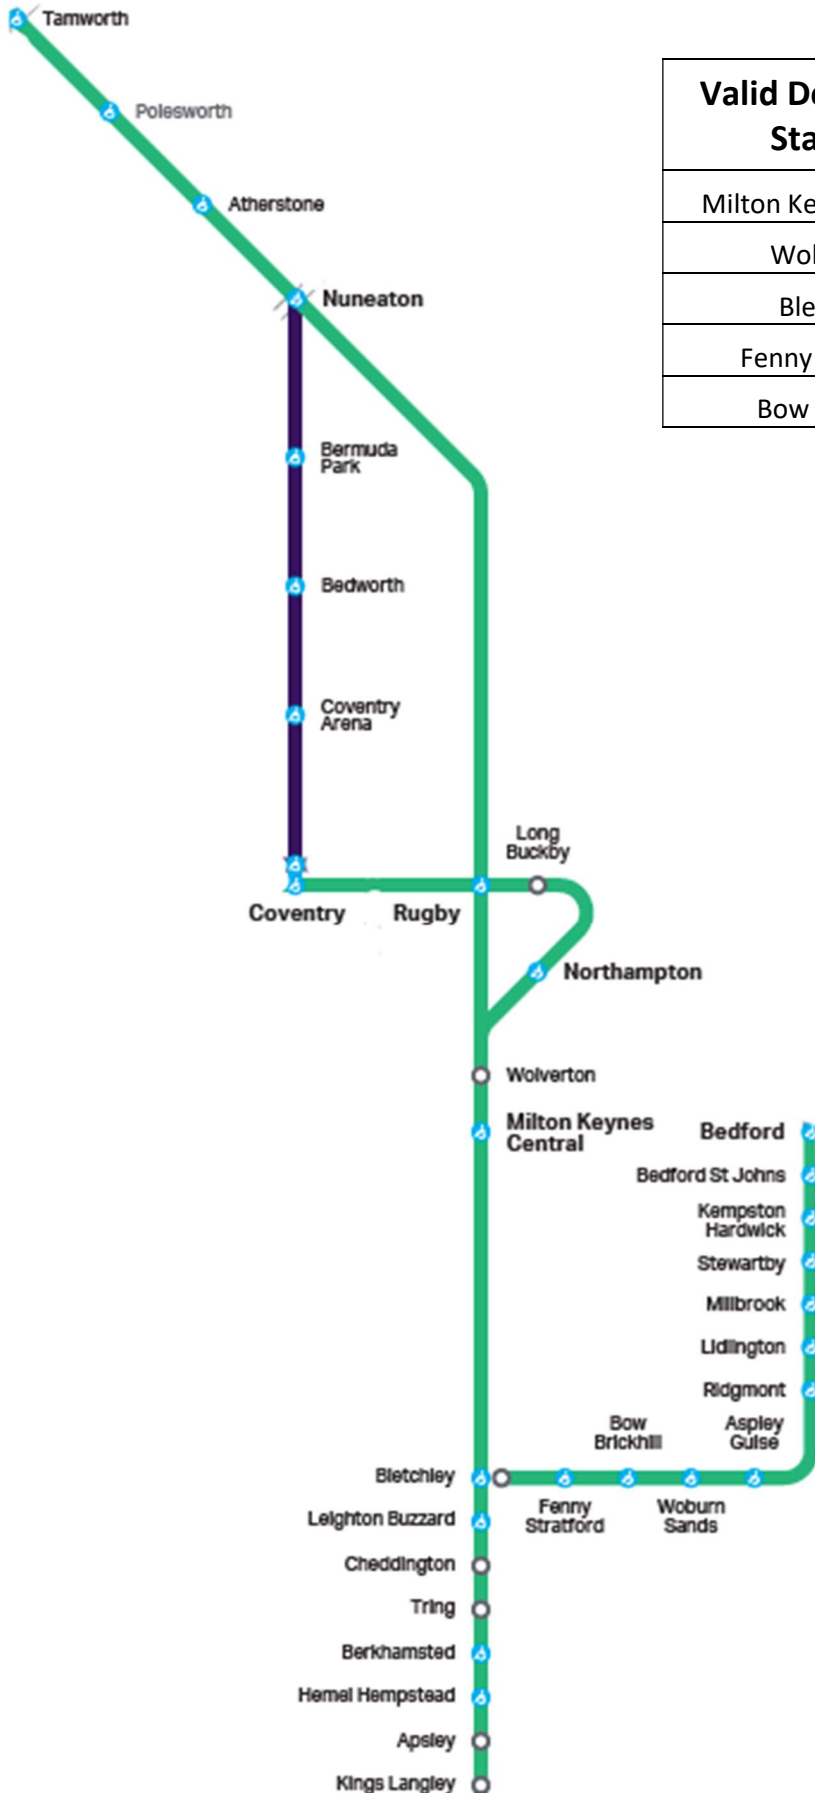 Tamworth
Polesworth
Atherstone
Nuneaton
Valid De
Sta
Milton Ke
Wol
Ble
Fenny
Bow
Bermuda
Park
Bedworth
Coventry
Arena
Long
Buckby
Coventry
Rugby
Northampton
Wolverton
Milton Keynes
Central
Bedford
Bedford St Johns
Kempston
Hardwick
Stewartby
Millbrook
Lidlington
Ridgmont
Bow
Brickhill
Aspley
Guise
Bletchley
Fenny
Stratford
Woburn
Sands
Leighton Buzzard
Cheddington
Tring
Berkhamsted
Hemel Hempstead
Apsley
Kings Langley